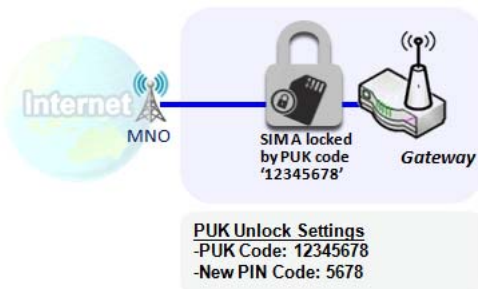 Internet
MNO
SIM A locked
by PUK code
‘12345678’
Gateway
PUK Unlock Settings
-PUK Code: 12345678
-New PIN Code: 5678